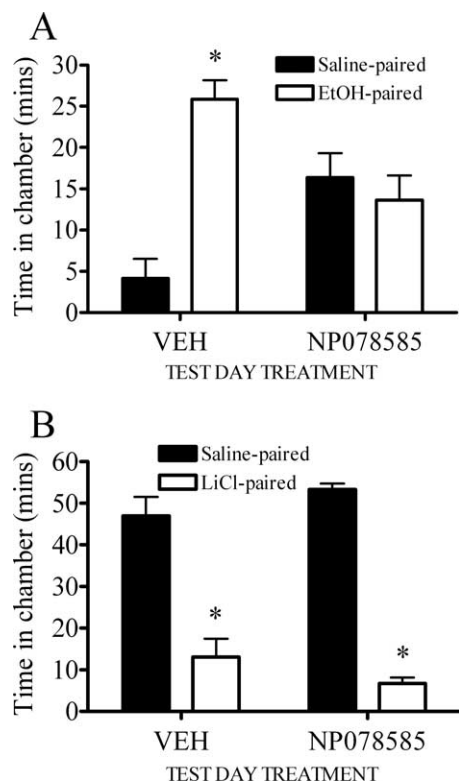 A
Time in chamber (mins)
30
25
20
15
10
5
0
*
Saline-paired
EtOH-paired
VEH
NP078585
TEST DAY TREATMENT
B
Time in chamber (mins)
60
50
40
30
20
10
0
Saline-paired
LiCl-paired
*
*
VEH
NP078585
TEST DAY TREATMENT